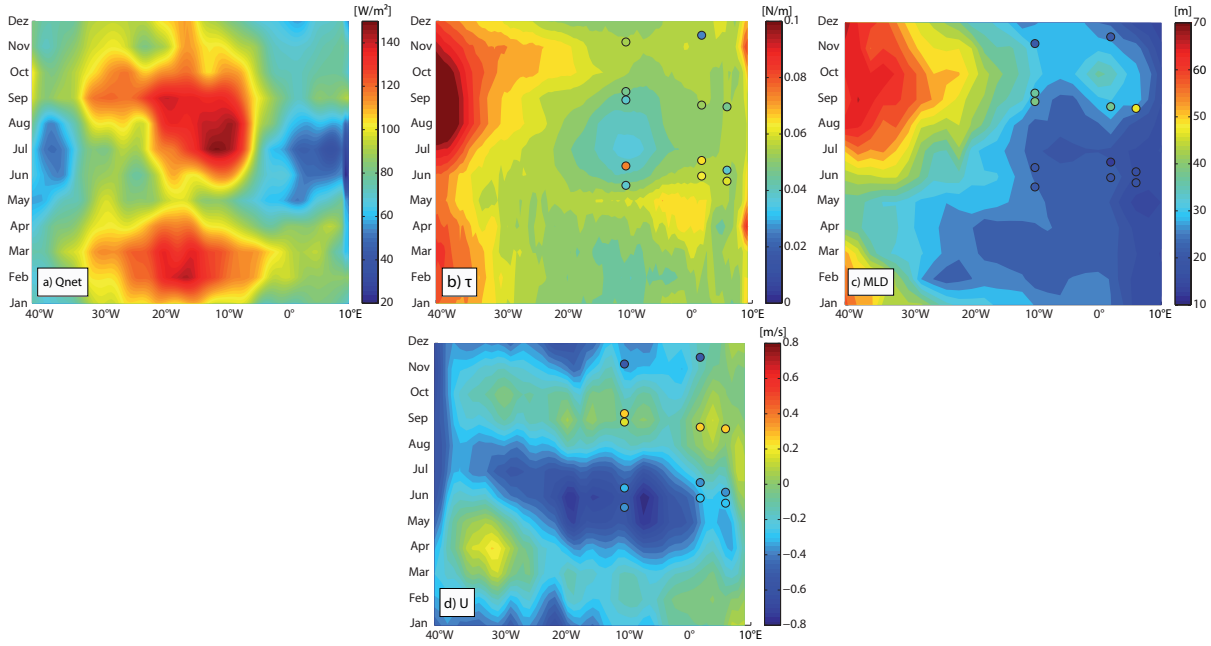 [W/m²]
Dez
Nov
Oct
Sep
Aug
Jul
Jun
May
Apr
Mar
Feb
Jan
a) Qnet
40°W 30°W 20°W 10°W 0° 10°E
140
120
100
80
60
40
20
[N/m]
Dez
Nov
Oct
Sep
Aug
Jul
Jun
May
Apr
Mar
Feb
Jan
b) τ
40°W 30°W 20°W 10°W 0° 10°E
0.1
0.08
0.06
0.04
0.02
0
[m]
Dez
Nov
Oct
Sep
Aug
Jul
Jun
May
Apr
Mar
Feb
Jan
c) MLD
40°W 30°W 20°W 10°W 0° 10°E
70
60
50
40
30
20
10
[m/s]
Dez
Nov
Oct
Sep
Aug
Jul
Jun
May
Apr
Mar
Feb
Jan
d) U
40°W 30°W 20°W 10°W 0° 10°E
0.8
0.6
0.4
0.2
0
−0.2
−0.4
−0.6
−0.8